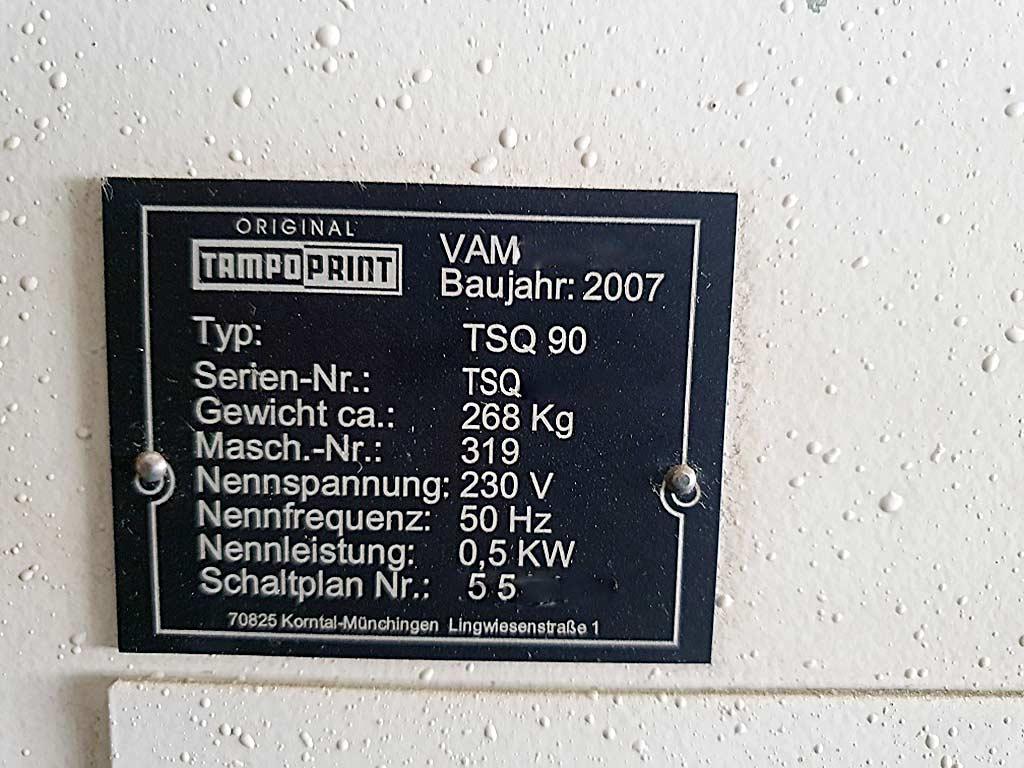 ORIGINAL
TAMPOPRINT
VAM
Baujahr: 2007
Typ: TSQ 90
Serien-Nr.: TSQ
Gewicht ca.: 268 Kg
Masch.-Nr.: 319
Nennspannung: 230 V
Nennfrequenz: 50 Hz
Nennleistung: 0,5 KW
Schaltplan Nr.: 5 5
70825 Korntal-Münchingen Lingwiesenstraße 1